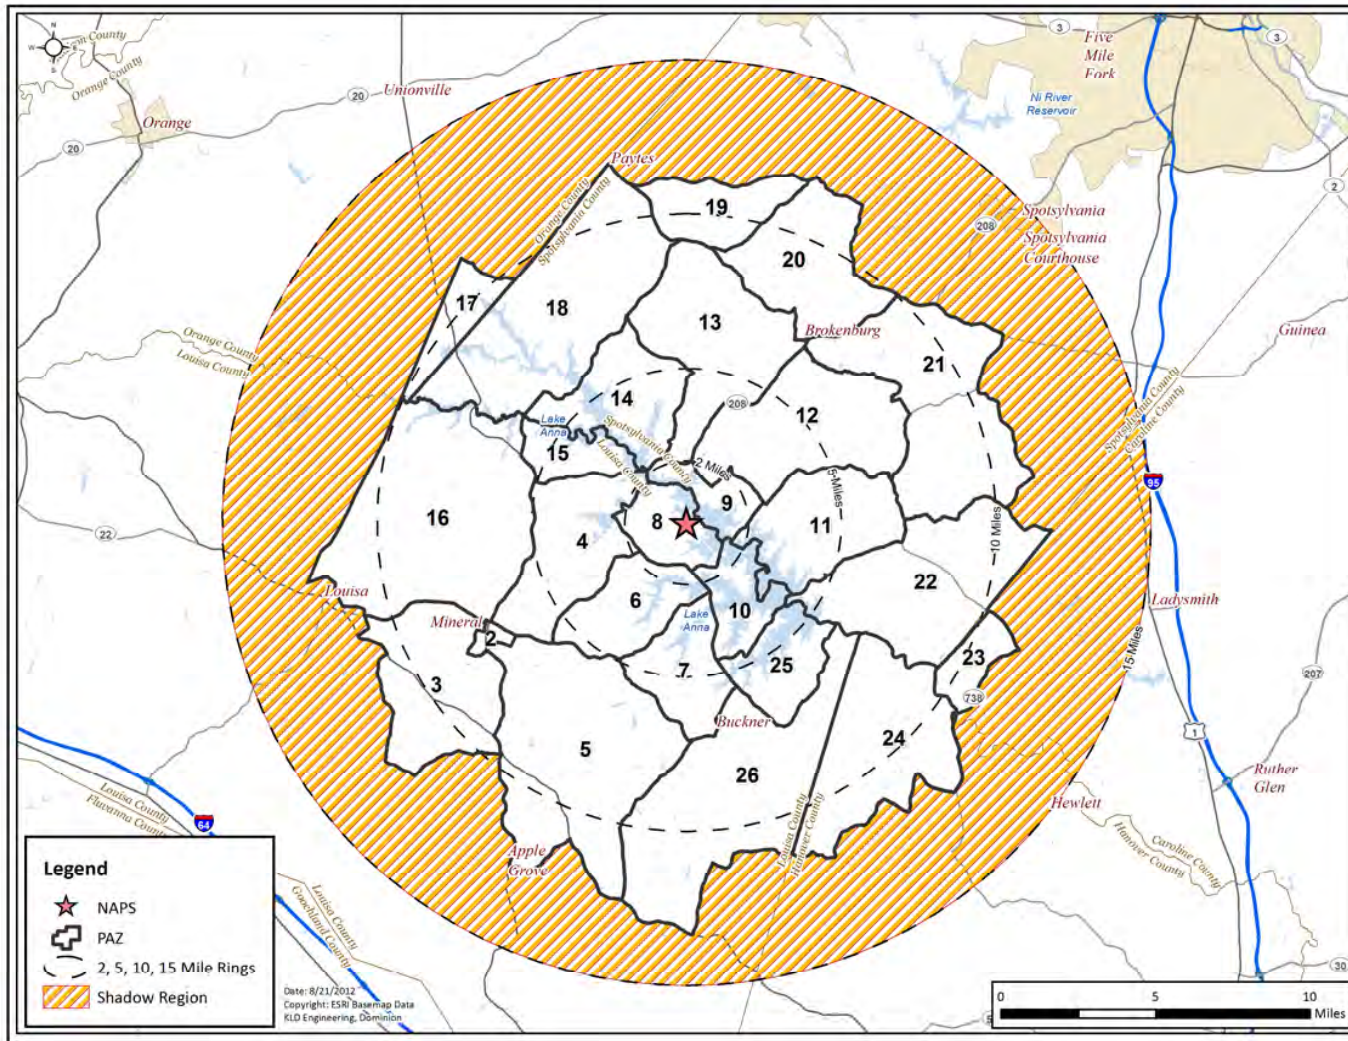 N
W
E
S
Orange County
Orange County
Orange
20
20
Unionville
3
Five
Mile
Fork
3
Ni River
Reservoir
2
Paytes
Orange County
Spotsylvania County
19
20
208
Spotsylvania
Spotsylvania
Courthouse
17
18
13
Brokenburg
Guinea
21
Orange County
Louisa County
14
208
12
Lake
Anna
Spotsylvania County
Louisa County
15
2 Miles
5 Miles
Spotsylvania County
Caroline County
95
16
4
8
9
11
10 Miles
22
22
Louisa
Mineral
2
6
Lake
Anna
10
Ladysmith
15 Miles
3
7
25
23
207
738
Buckner
1
5
26
24
Louisa County
Fluvanna County
64
Hewlett
Ruther
Glen
Louisa County
Hanover County
Caroline County
Hanover County
Apple
Grove
Louisa County
Goochland County
30
Legend
NAPS
PAZ
2, 5, 10, 15 Mile Rings
Shadow Region
Date: 8/21/2012
Copyright: ESRI Basemap Data
KLD Engineering, Dominion
0 5 10
Miles